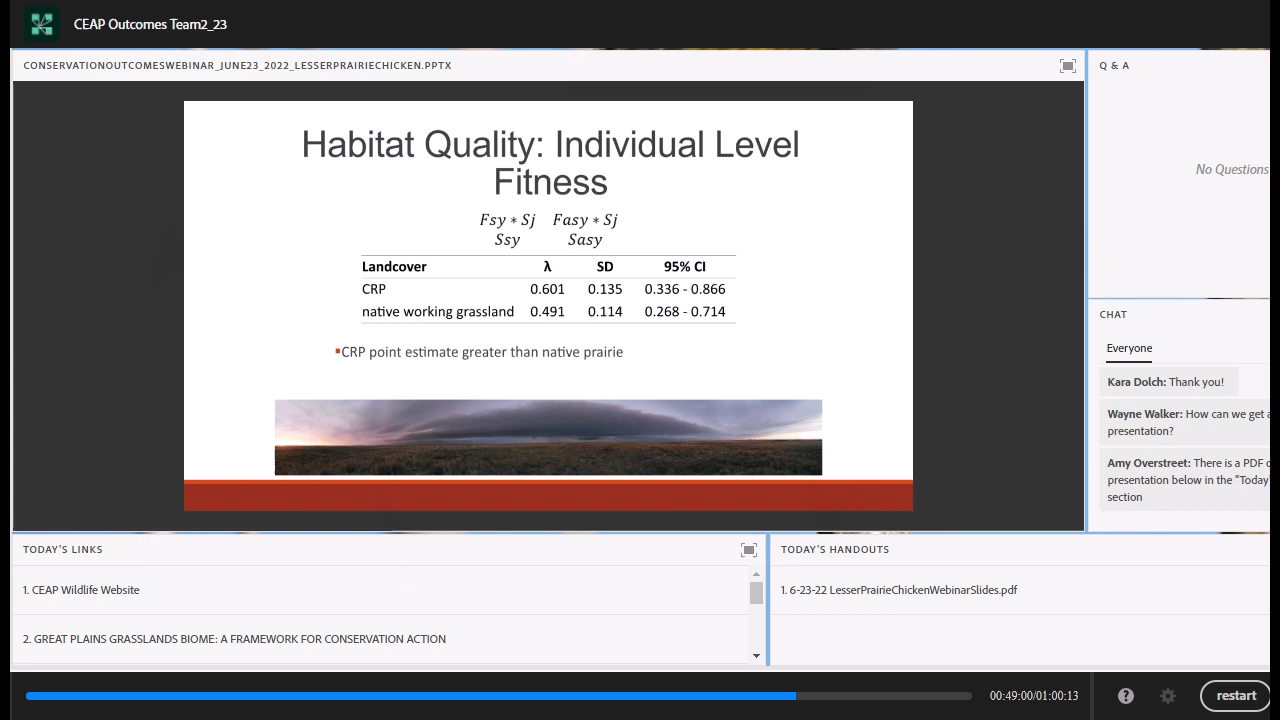 CEAP Outcomes Team2_23
CONSERVATIONOUTCOMESWEBINAR_JUNE23_2022_LESSERPRAIRIECHICKEN.PPTX
Habitat Quality: Individual Level
Fitness
Fsy ∗ Sj Fasy ∗ Sj
Ssy Sasy
Landcover λ SD 95% CI
CRP 0.601 0.135 0.336 - 0.866
native working grassland 0.491 0.114 0.268 - 0.714
▪CRP point estimate greater than native prairie
Q & A
No Questions
CHAT
Everyone
Kara Dolch: Thank you!
Wayne Walker: How can we get a
presentation?
Amy Overstreet: There is a PDF
presentation below in the "Today
section
TODAY'S LINKS
1. CEAP Wildlife Website
2. GREAT PLAINS GRASSLANDS BIOME: A FRAMEWORK FOR CONSERVATION ACTION
TODAY'S HANDOUTS
1. 6-23-22 LesserPrairieChickenWebinarSlides.pdf
00:49:00/01:00:13
?
restart